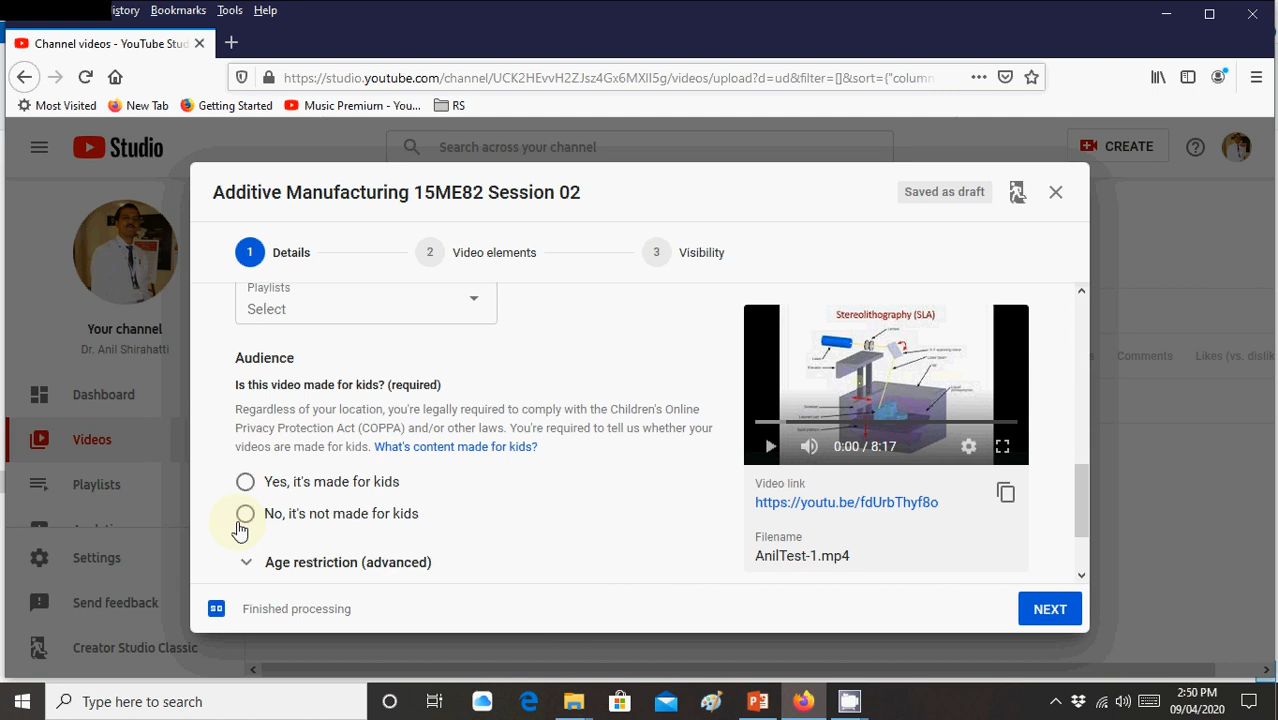 istory Bookmarks Tools Help
Channel videos - YouTube Stud
https://studio.youtube.com/channel/UCK2HEvvH2ZJsz4Gx6MXII5g/videos/upload?d=ud&filter=[]&sort={"column
Most Visited New Tab Getting Started Music Premium - You... RS
Studio Search across your channel CREATE
Additive Manufacturing 15ME82 Session 02 Saved as draft
1 Details 2 Video elements 3 Visibility
Your channel
Dr. Anil Shirahatti
Dashboard
Videos
Playlists
Settings
Send feedback
Creator Studio Classic
Playlists
Select
Audience
Is this video made for kids? (required)
Regardless of your location, you're legally required to comply with the Children's Online
Privacy Protection Act (COPPA) and/or other laws. You're required to tell us whether your
videos are made for kids. What's content made for kids?
Yes, it's made for kids
No, it's not made for kids
Age restriction (advanced)
Stereolithography (SLA)
0:00 / 8:17
Video link
https://youtu.be/fdUrbThyf8o
Filename
AnilTest-1.mp4
Comments Likes (vs. dislik
SD Finished processing NEXT
Type here to search
2:50 PM
09/04/2020